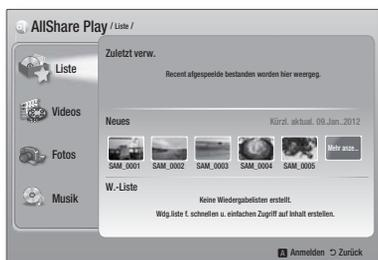 AllShare Play / Liste /
Liste
Videos
Fotos
Musik
Zuletzt verw.
Recent afgespeelde bestanden worden hier weergeg.
Neues
Kürzl. aktual. 09.Jan..2012
SAM_0001 SAM_0002 SAM_0003 SAM_0004 SAM_0005 Mehr anze...
W.-Liste
Keine Wiedergabelisten erstellt.
Wdg.liste f. schnellen u. einfachen Zugriff auf Inhalt erstellen.
A Anmelden Zurück